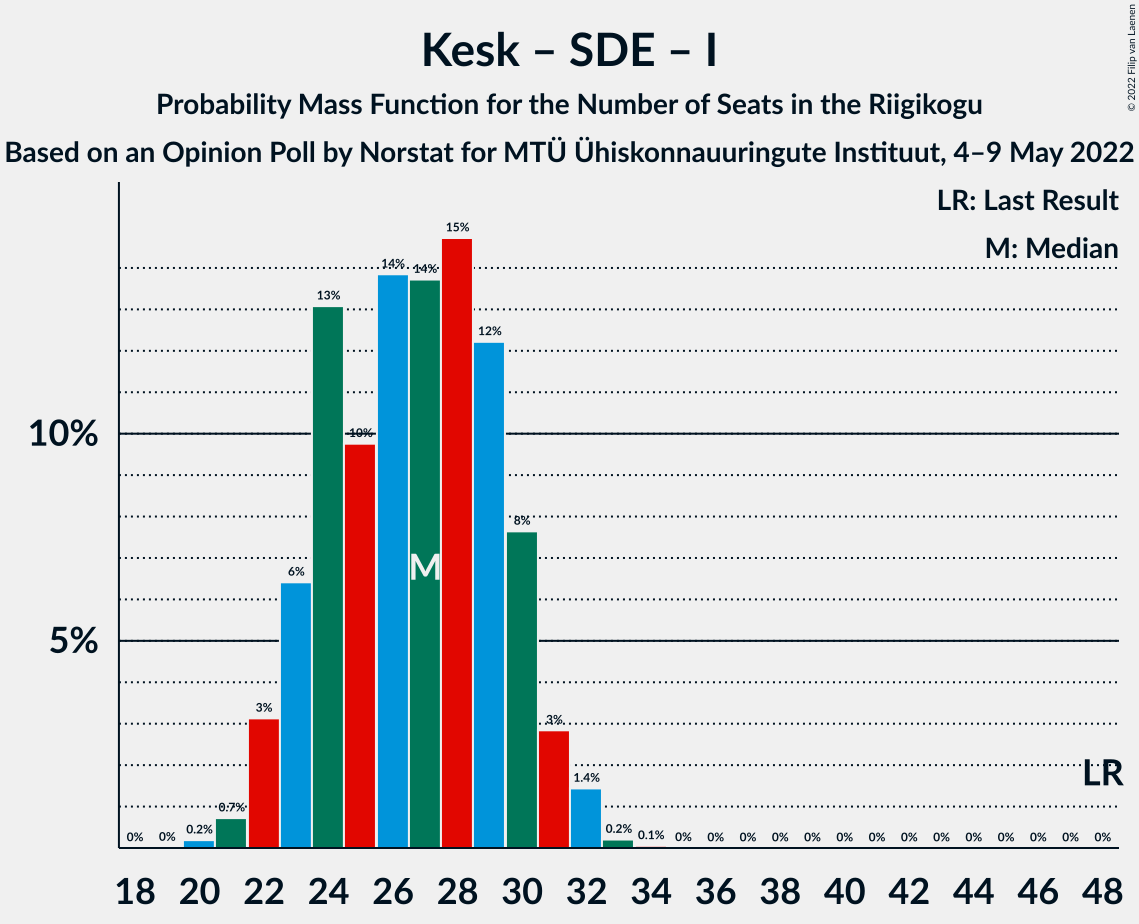 Kesk – SDE – I
Probability Mass Function for the Number of Seats in the Riigikogu
Based on an Opinion Poll by Norstat for MTÜ Ühiskonnauuringute Instituut, 4–9 May 2022
© 2022 Filip van Laenen
LR: Last Result
M: Median
10%
5%
0% 0% 0.2% 0.7% 3% 6% 13% 10% 14% 14% 15% 12% 8% 3% 1.4% 0.2% 0.1% 0% 0% 0% 0% 0% 0% 0% 0% 0% 0% 0% 0% 0% 0%
M
LR
18 20 22 24 26 28 30 32 34 36 38 40 42 44 46 48